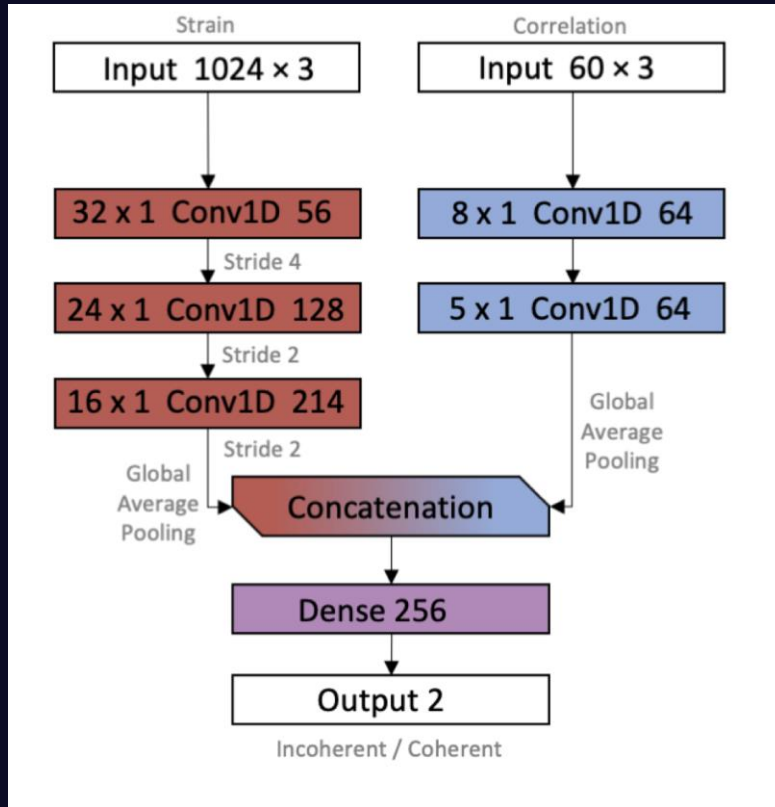 Strain
Input 1024 × 3
32 x 1 Conv1D 56
Stride 4
24 x 1 Conv1D 128
Stride 2
16 x 1 Conv1D 214
Stride 2
Global
Average
Pooling
Correlation
Input 60 × 3
8 x 1 Conv1D 64
5 x 1 Conv1D 64
Global
Average
Pooling
Concatenation
Dense 256
Output 2
Incoherent / Coherent